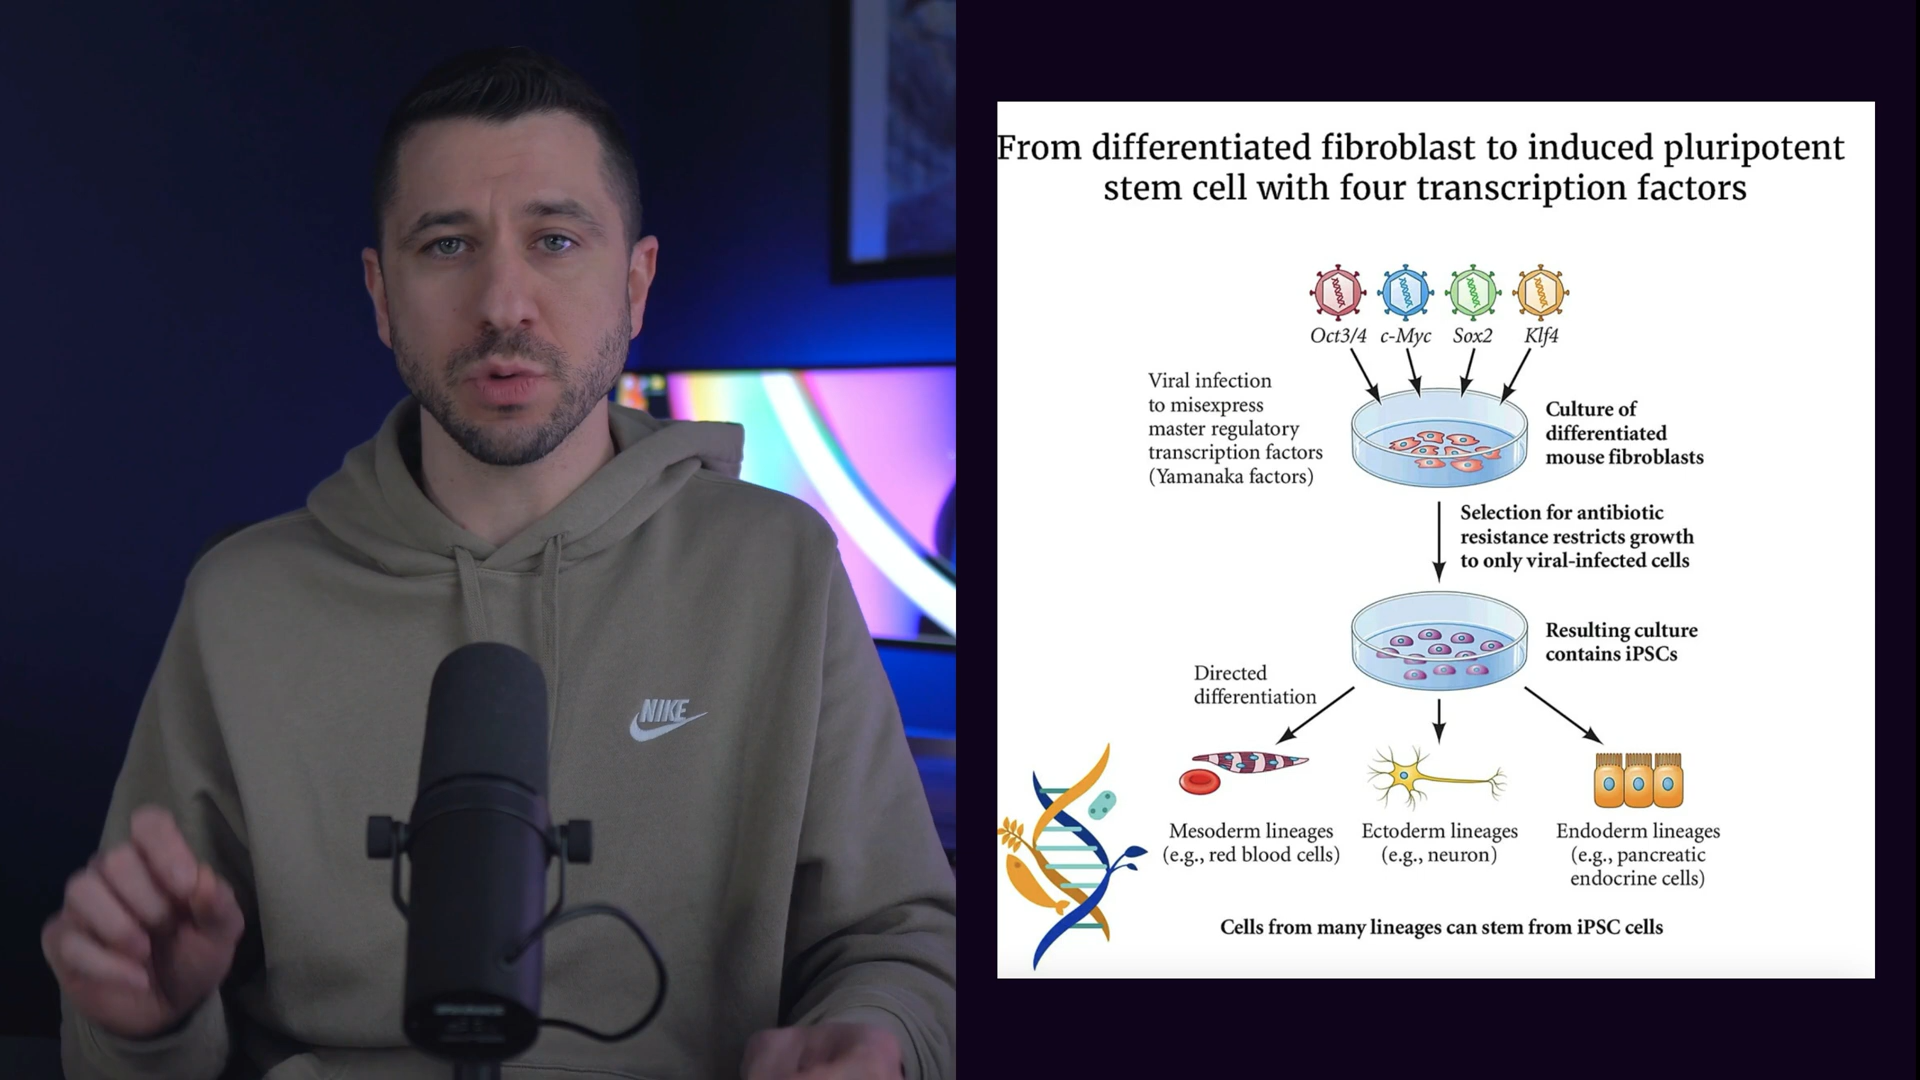 From differentiated fibroblast to induced pluripotent
stem cell with four transcription factors
Oct3/4 c-Myc Sox2 Klf4
Viral infection
to misexpress
master regulatory
transcription factors
(Yamanaka factors)
Culture of
differentiated
mouse fibroblasts
Selection for antibiotic
resistance restricts growth
to only viral-infected cells
Resulting culture
contains iPSCs
Directed
differentiation
Mesoderm lineages
(e.g., red blood cells)
Ectoderm lineages
(e.g., neuron)
Endoderm lineages
(e.g., pancreatic
endocrine cells)
Cells from many lineages can stem from iPSC cells
NIKE